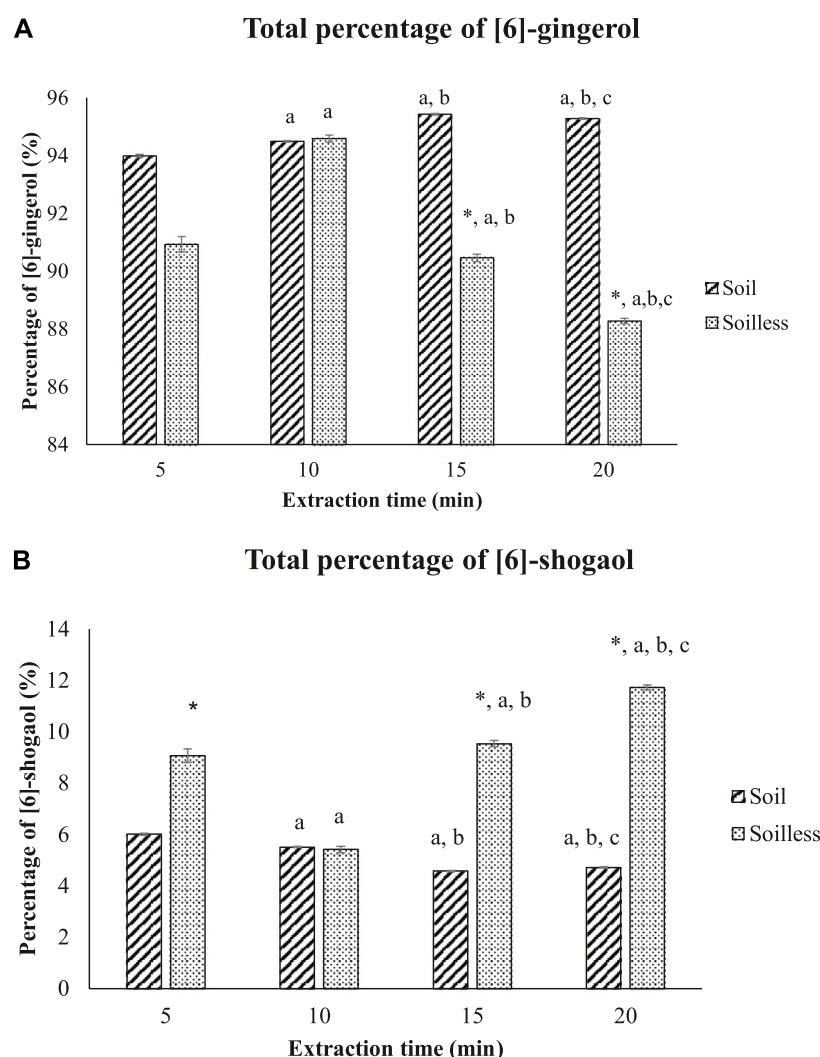 A
Total percentage of [6]-gingerol
Percentage of [6]-gingerol (%)
96
94
92
90
88
86
84
a
a
a, b
*, a, b
a, b, c
*, a,b,c
5
10
15
20
Extraction time (min)
Soil
Soilless
B
Total percentage of [6]-shogaol
Percentage of [6]-shogaol (%)
14
12
10
8
6
4
2
0
*
a
a
a, b
*, a, b
a, b, c
*, a, b, c
5
10
15
20
Extraction time (min)
Soil
Soilless